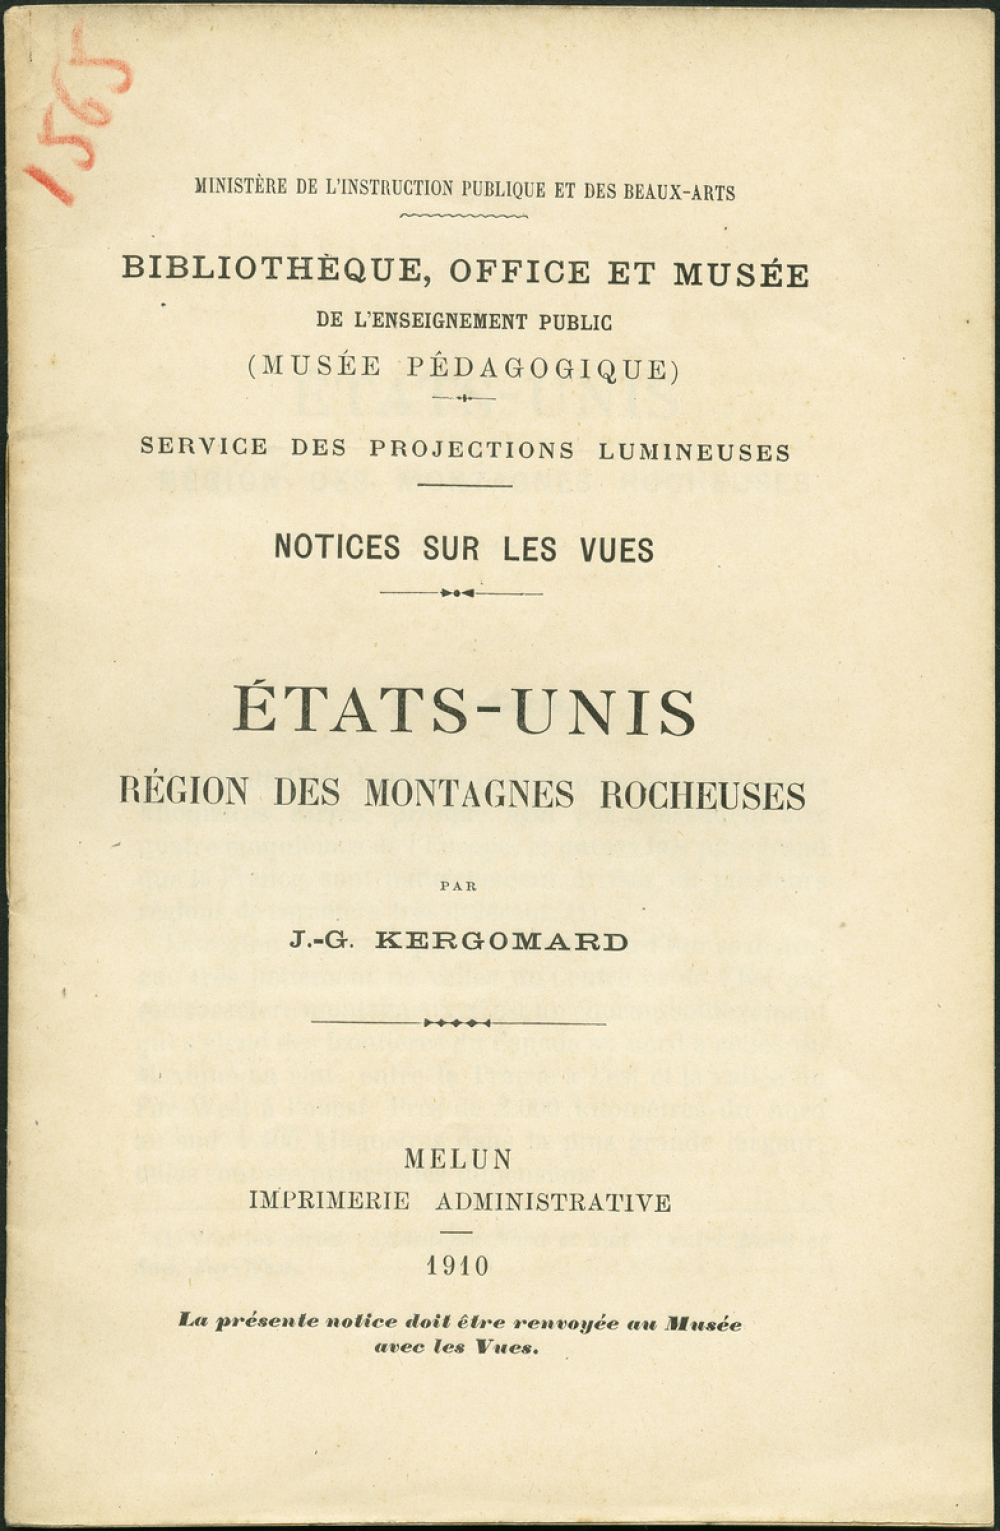 1565
MINISTÈRE DE L'INSTRUCTION PUBLIQUE ET DES BEAUX-ARTS
BIBLIOTHÈQUE, OFFICE ET MUSÉE
DE L'ENSEIGNEMENT PUBLIC
(MUSÉE PÉDAGOGIQUE)
SERVICE DES PROJECTIONS LUMINEUSES
NOTICES SUR LES VUES
ÉTATS-UNIS
RÉGION DES MONTAGNES ROCHEUSES
PAR
J.-G. KERGOMARD
MELUN
IMPRIMERIE ADMINISTRATIVE
1910
La présente notice doit être renvoyée au Musée
avec les Vues.